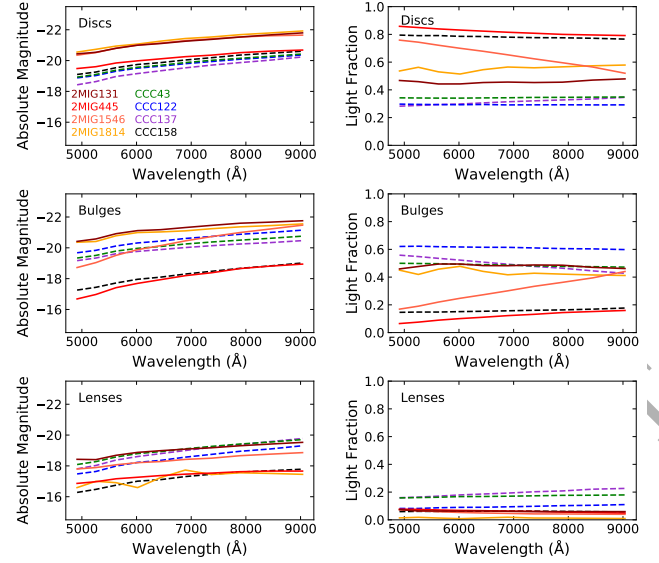 Discs
Absolute Magnitude
−22
−20
−18
−16
2MIG131 CCC43
2MIG445 CCC122
2MIG1546 CCC137
2MIG1814 CCC158
5000 6000 7000 8000 9000
Wavelength (Å)
Discs
Light Fraction
1.0
0.8
0.6
0.4
0.2
0.0
5000 6000 7000 8000 9000
Wavelength (Å)
Bulges
Absolute Magnitude
−22
−20
−18
−16
5000 6000 7000 8000 9000
Wavelength (Å)
Bulges
Light Fraction
1.0
0.8
0.6
0.4
0.2
0.0
5000 6000 7000 8000 9000
Wavelength (Å)
Lenses
Absolute Magnitude
−22
−20
−18
−16
5000 6000 7000 8000 9000
Wavelength (Å)
Lenses
Light Fraction
1.0
0.8
0.6
0.4
0.2
0.0
5000 6000 7000 8000 9000
Wavelength (Å)